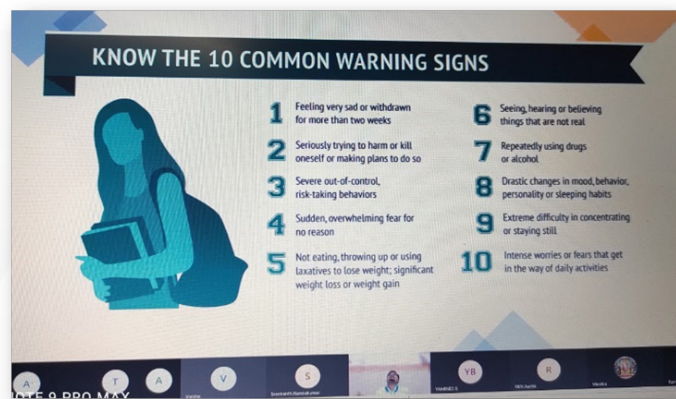 KNOW THE 10 COMMON WARNING SIGNS
1 Feeling very sad or withdrawn
for more than two weeks
2 Seriously trying to harm or kill
oneself or making plans to do so
3 Severe out-of-control,
risk-taking behaviors
4 Sudden, overwhelming fear for
no reason
5 Not eating, throwing up or using
laxatives to lose weight; significant
weight loss or weight gain
6 Seeing, hearing or believing
things that are not real
7 Repeatedly using drugs
or alcohol
8 Drastic changes in mood, behavior,
personality or sleeping habits
9 Extreme difficulty in concentrating
or staying still
10 Intense worries or fears that get
in the way of daily activities
A T A V S YB R
NOTE 9 PRO MAX